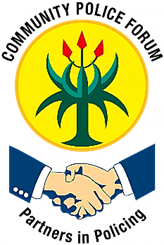 COMMUNITY POLICE FORUM
Partners in Policing